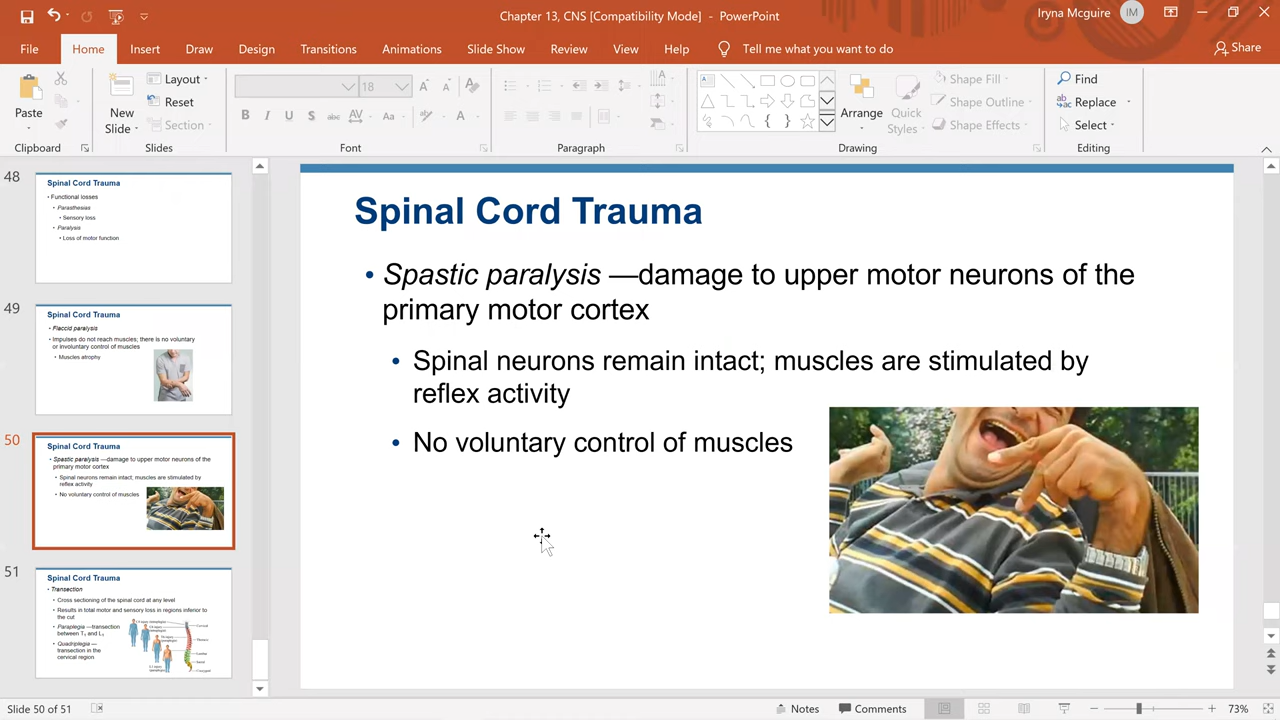 Chapter 13, CNS [Compatibility Mode] - PowerPoint
Iryna Mcguire
IM
File
Home
Insert
Draw
Design
Transitions
Animations
Slide Show
Review
View
Help
Tell me what you want to do
Share
Paste
New
Slide
Layout
Reset
Section
18
Aa
Arrange
Quick
Styles
Shape Fill
Shape Outline
Shape Effects
Find
Replace
Select
Clipboard
Slides
Font
Paragraph
Drawing
Editing
48
Spinal Cord Trauma
• Functional losses
• Parasthesias
• Sensory loss
• Paralysis
• Loss of motor function
49
Spinal Cord Trauma
• Flaccid paralysis
• Impulses do not reach muscles; there is no voluntary
or involuntary control of muscles
• Muscles atrophy
50
Spinal Cord Trauma
• Spastic paralysis —damage to upper motor neurons of the
primary motor cortex
• Spinal neurons remain intact; muscles are stimulated by
reflex activity
• No voluntary control of muscles
51
Spinal Cord Trauma
• Transection
• Cross sectioning of the spinal cord at any level
• Results in total motor and sensory loss in regions inferior to
the cut
• Paraplegia —transection
between T₁ and L₁
• Quadriplegia —
transection in the
cervical region
Spinal Cord Trauma
• Spastic paralysis —damage to upper motor neurons of the
primary motor cortex
• Spinal neurons remain intact; muscles are stimulated by
reflex activity
• No voluntary control of muscles
Slide 50 of 51
Notes
Comments
73%